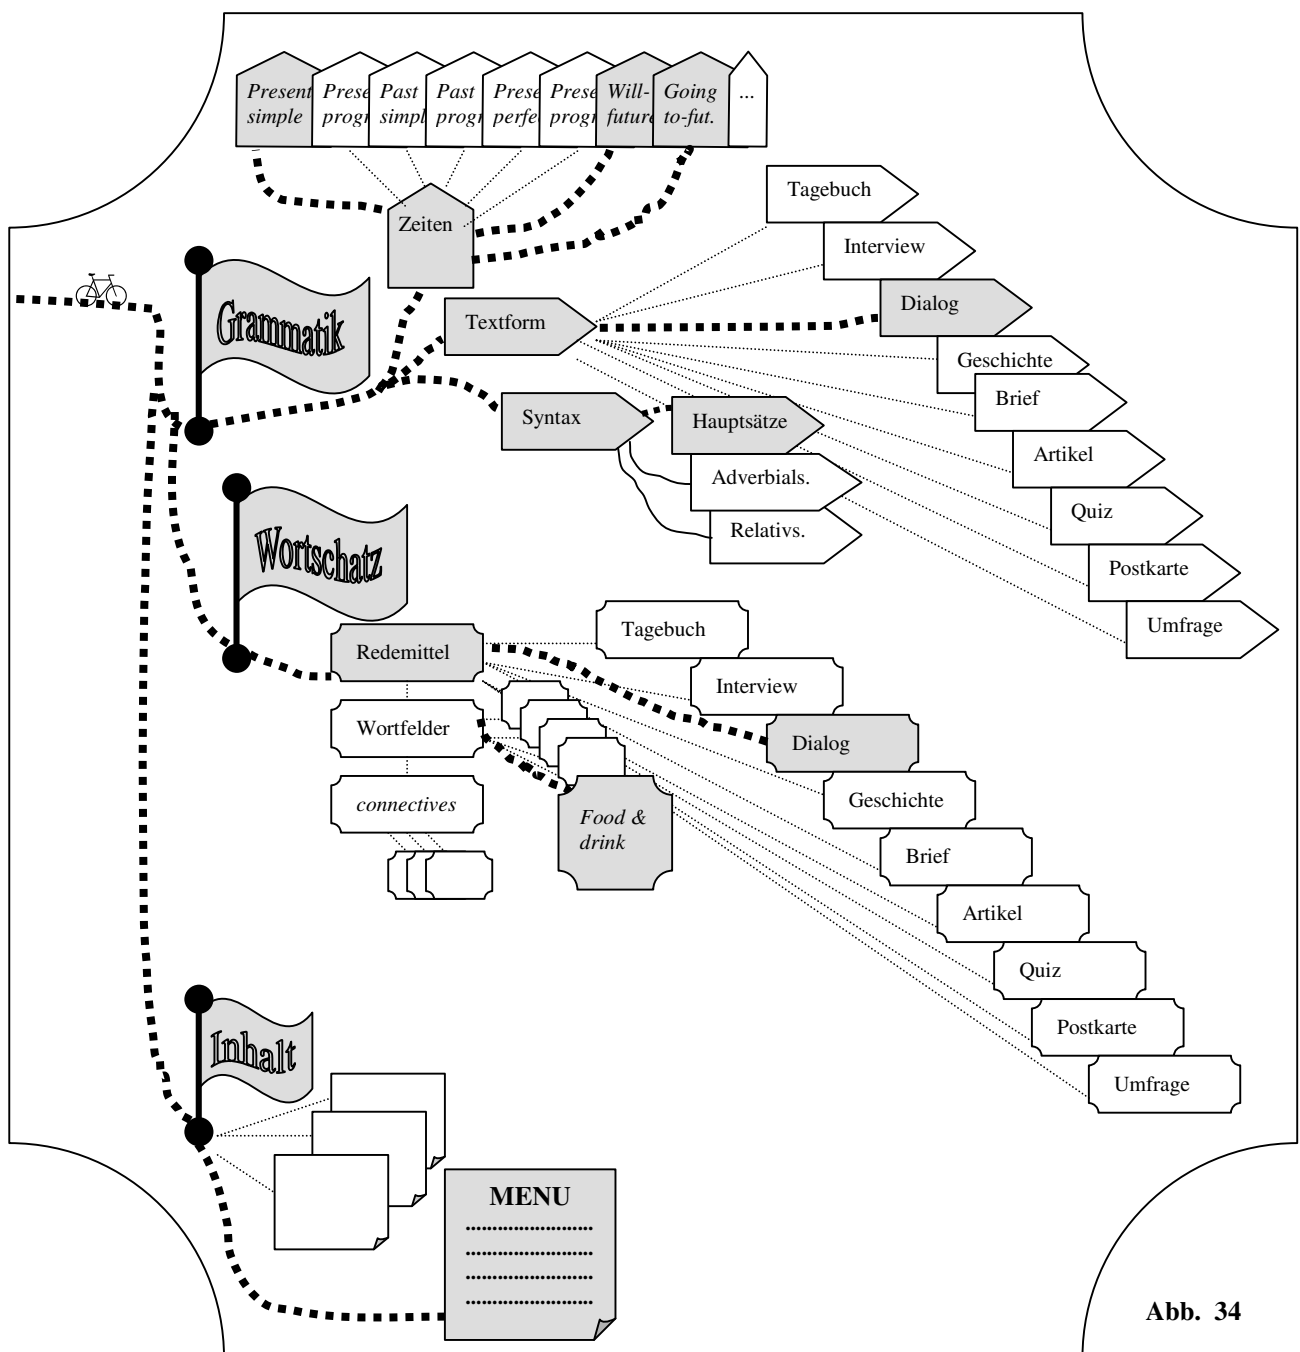 Present
simple
Prese
progr
Past
simpl
Past
progr
Prese
perfe
Prese
progr
Will-
future
Going
to-fut.
...
Zeiten
Tagebuch
Interview
Dialog
Geschichte
Brief
Artikel
Quiz
Postkarte
Umfrage
Grammatik
Textform
Syntax
Hauptsätze
Adverbials.
Relativs.
Wortschatz
Redemittel
Wortfelder
connectives
Food &
drink
Tagebuch
Interview
Dialog
Geschichte
Brief
Artikel
Quiz
Postkarte
Umfrage
Inhalt
MENU
Abb. 34